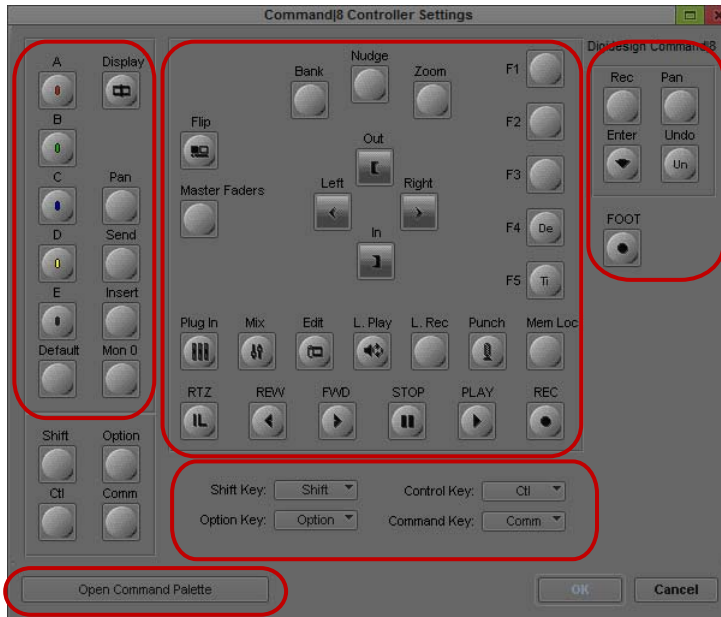 Command|8 Controller Settings
Digidesign Command|8
A Display
B
C Pan
D Send
E Insert
Default Mon 0
Shift Option
Ctl Comm
Bank Nudge Zoom
Flip
Master Faders
Out
Left Right
In
F1
F2
F3
F4 De
F5 Ti
Plug In Mix Edit L. Play L. Rec Punch Mem Loc
RTZ REW FWD STOP PLAY REC
Rec Pan
Enter Undo
Un
FOOT
Shift Key: Shift Control Key: Ctl
Option Key: Option Command Key: Comm
Open Command Palette
OK Cancel